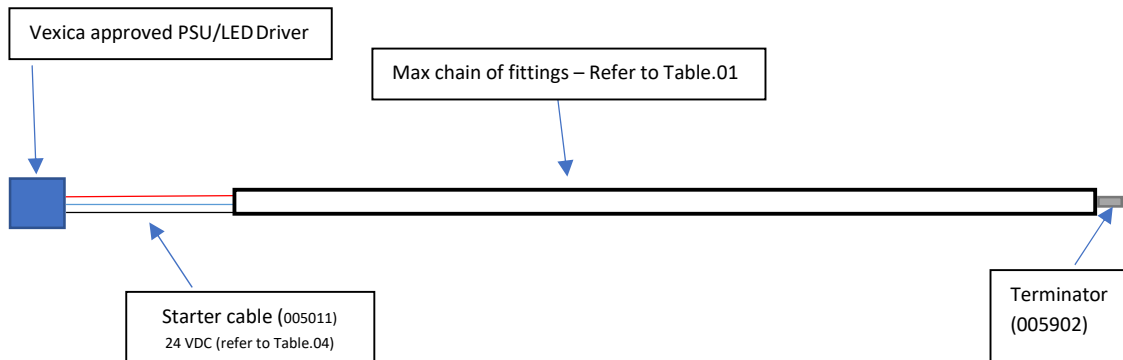 Vexica approved PSU/LED Driver
Max chain of fittings – Refer to Table.01
Starter cable (005011)
24 VDC (refer to Table.04)
Terminator
(005902)